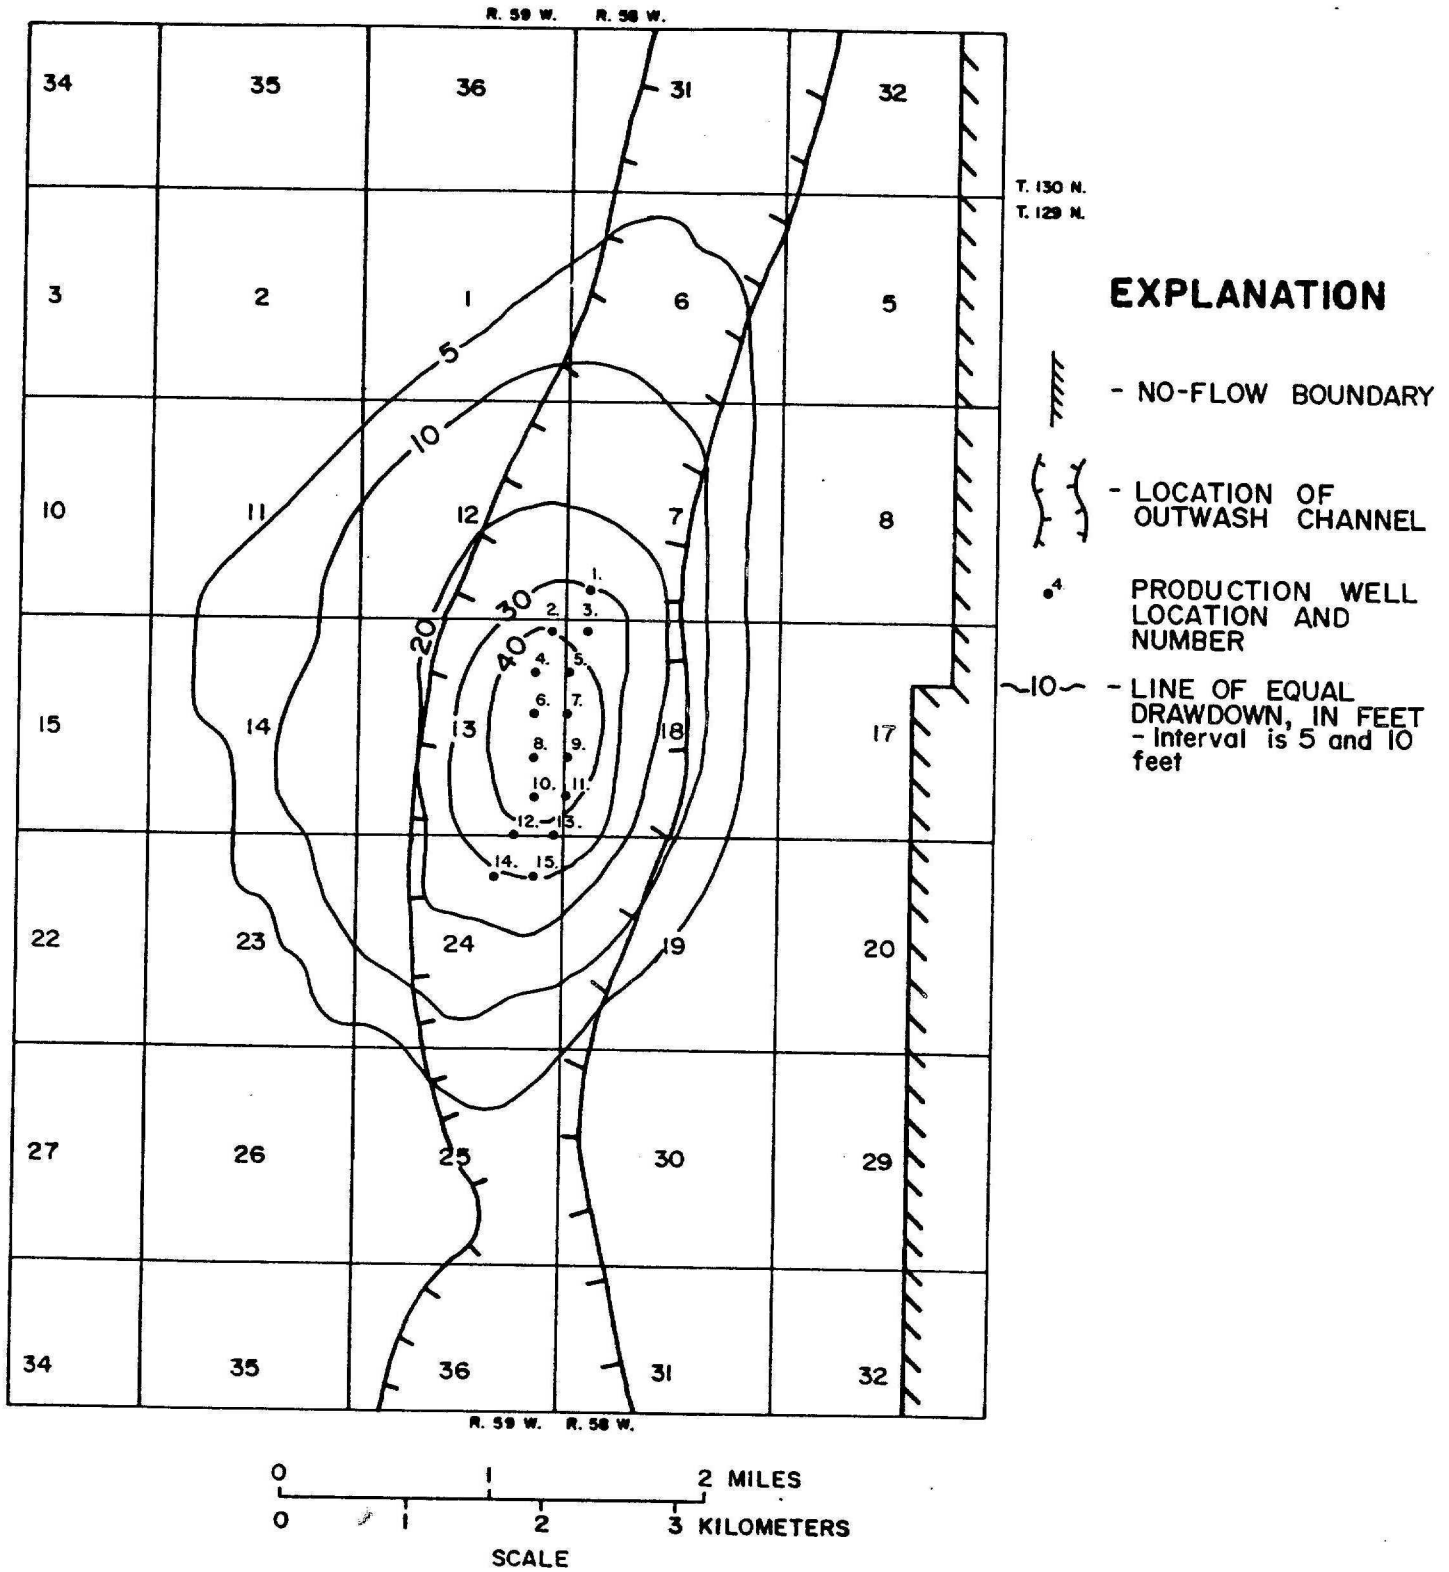 R. 59 W. R. 58 W.
34 35 36 31 32
T. 130 N.
T. 129 N.
3 2 1 6 5
5
10
10 11 12 7 8
1.
30
2. 3.
20
40
4. 5.
6. 7.
15 14 13 18 17
8. 9.
10. 11.
12. 13.
14. 15.
22 23 24 19 20
27 26 25 30 29
34 35 36 31 32
R. 59 W. R. 58 W.
EXPLANATION
- NO-FLOW BOUNDARY
- LOCATION OF
OUTWASH CHANNEL
4.
PRODUCTION WELL
LOCATION AND
NUMBER
10
- LINE OF EQUAL
DRAWDOWN, IN FEET
- Interval is 5 and 10
feet
0 1 2 MILES
0 1 2 3 KILOMETERS
SCALE